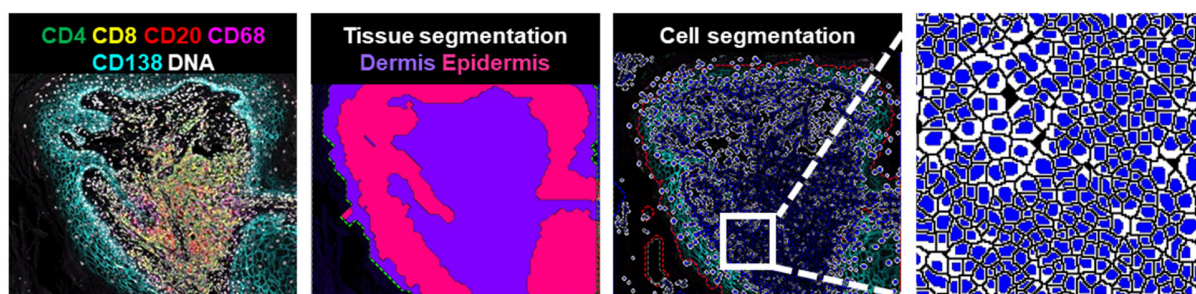 CD4 CD8 CD20 CD68
CD138 DNA
Tissue segmentation
Dermis Epidermis
Cell segmentation